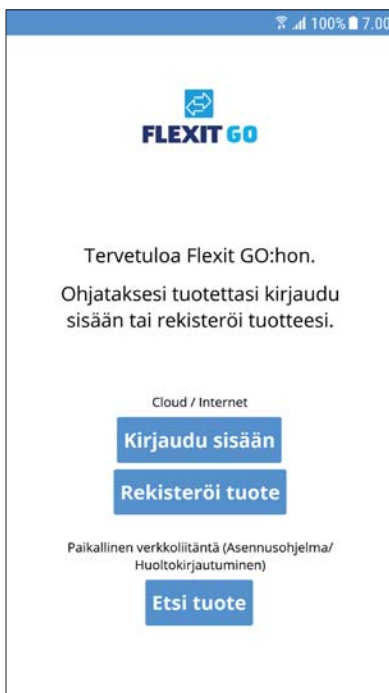 100% 7.00
FLEXIT GO
Tervetuloa Flexit GO:hon.
Ohjataksesi tuotettasi kirjaudu
sisään tai rekisteröi tuotteesi.
Cloud / Internet
Kirjaudu sisään
Rekisteröi tuote
Paikallinen verkkoliitäntä (Asennusohjelma/
Huoltokirjautuminen)
Etsi tuote